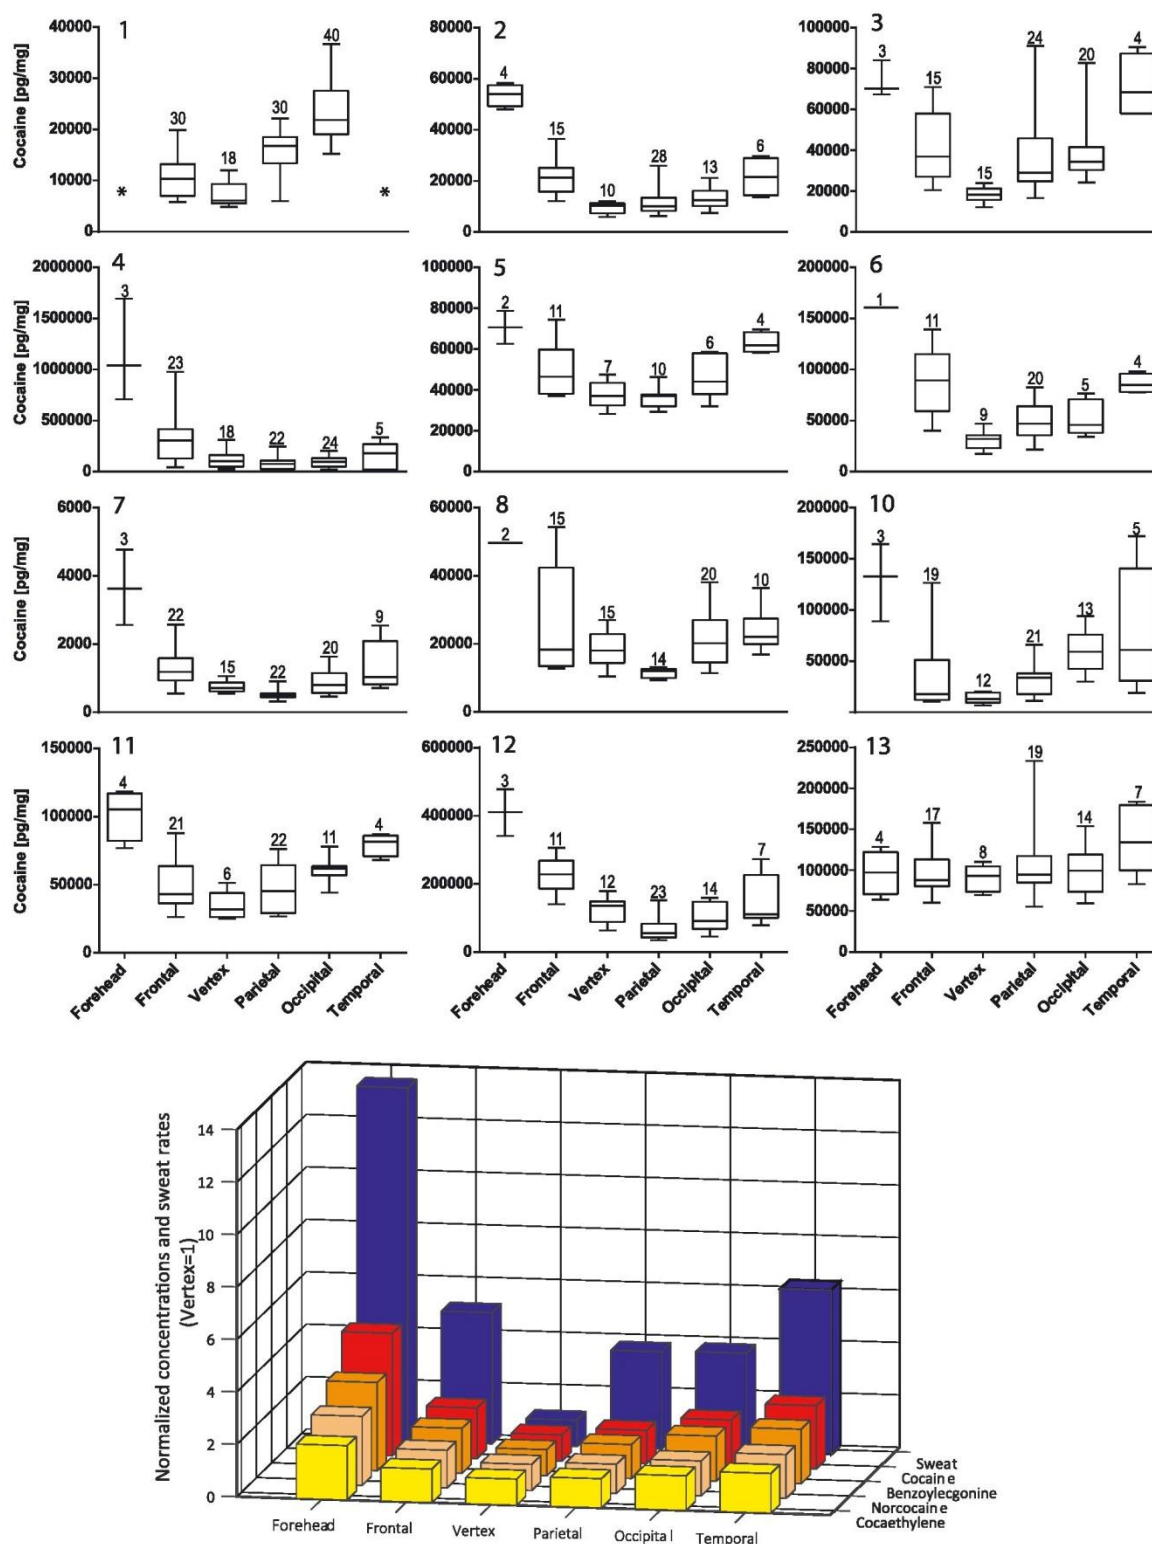 1
2
3
Cocaine [pg/mg]
40000
30000
20000
10000
0
* 30 18 30 40 *
80000
60000
40000
20000
0
4 15 10 28 13 6
100000
80000
60000
40000
20000
0
3 15 15 24 20 4
4
5
6
Cocaine [pg/mg]
2000000
1500000
1000000
500000
0
3 23 18 22 24 5
100000
80000
60000
40000
20000
0
2 11 7 10 6 4
200000
150000
100000
50000
0
1 11 9 20 5 4
7
8
10
Cocaine [pg/mg]
6000
4000
2000
0
3 22 15 22 20 9
60000
40000
20000
0
2 15 15 14 20 10
200000
150000
100000
50000
0
3 19 12 21 13 5
11
12
13
Cocaine [pg/mg]
150000
100000
50000
0
4 21 6 22 11 4
600000
400000
200000
0
3 11 12 23 14 7
250000
200000
150000
100000
50000
0
4 17 8 19 14 7
Forehead Frontal Vertex Parietal Occipital Temporal
Forehead Frontal Vertex Parietal Occipital Temporal
Forehead Frontal Vertex Parietal Occipital Temporal
Normalized concentrations and sweat rates
(Vertex=1)
14
12
10
8
6
4
2
0
Forehead Frontal Vertex Parietal Occipital Temporal
Sweat
Cocaine
Benzoylecgonine
Norcocaine
Cocaethylene